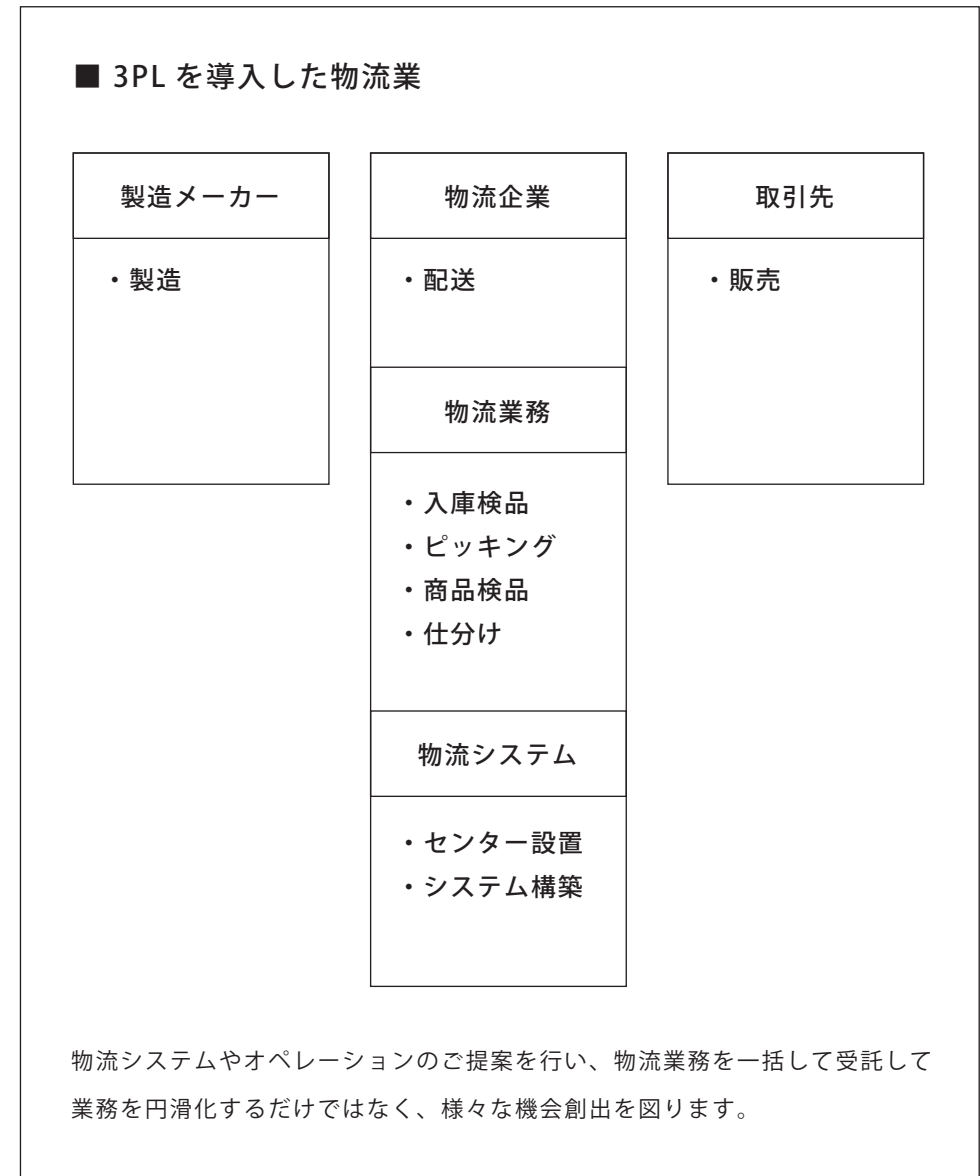 ■ 3PL を導入した物流業
製造メーカー
・製造
物流企業
・配送
物流業務
・入庫検品
・ピッキング
・商品検品
・仕分け
物流システム
・センター設置
・システム構築
取引先
・販売
物流システムやオペレーションのご提案を行い、物流業務を一括して受託して
業務を円滑化するだけではなく、様々な機会創出を図ります。